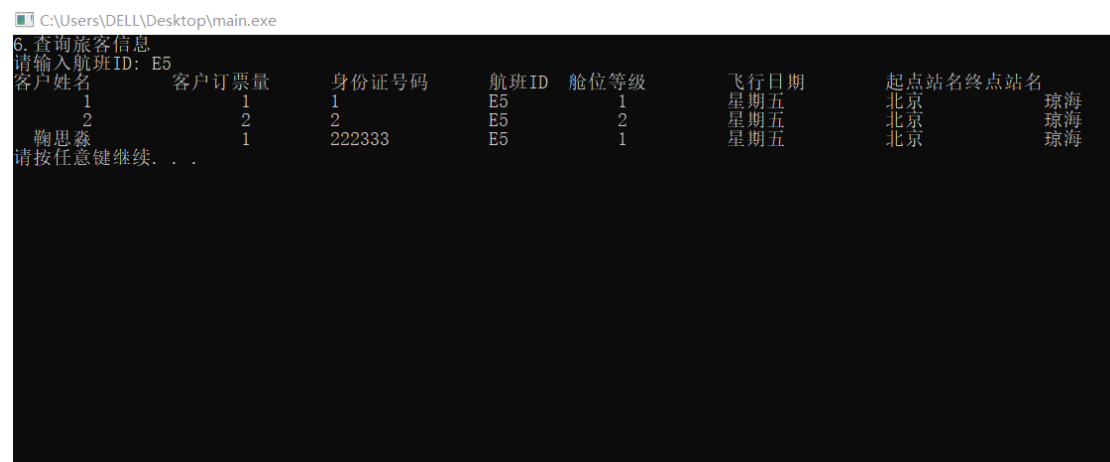 C:\Users\DELL\Desktop\main.exe
6.查询旅客信息
请输入航班ID: E5
客户姓名 客户订票量 身份证号码 航班ID 舱位等级 飞行日期 起点站名终点站名
1 1 1 E5 1 星期五 北京 琼海
2 2 2 E5 2 星期五 北京 琼海
鞠思淼 1 222333 E5 1 星期五 北京 琼海
请按任意键继续. . .